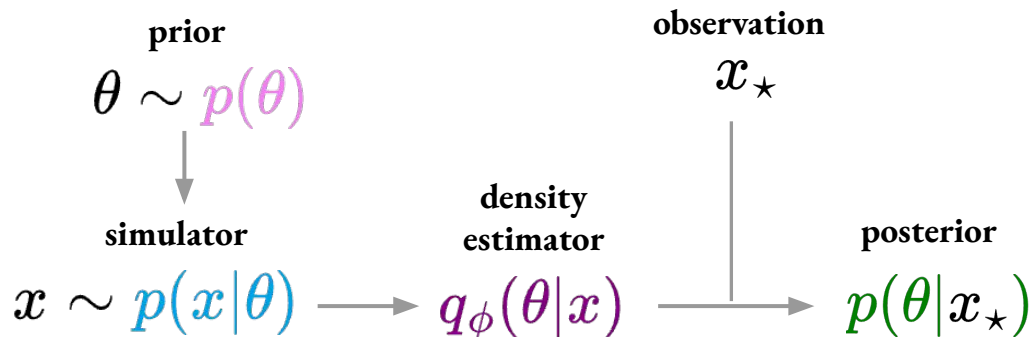 prior
θ ∼ p(θ)
observation
x⋆
simulator
x ∼ p(x|θ)
density
estimator
qϕ(θ|x)
posterior
p(θ|x⋆)